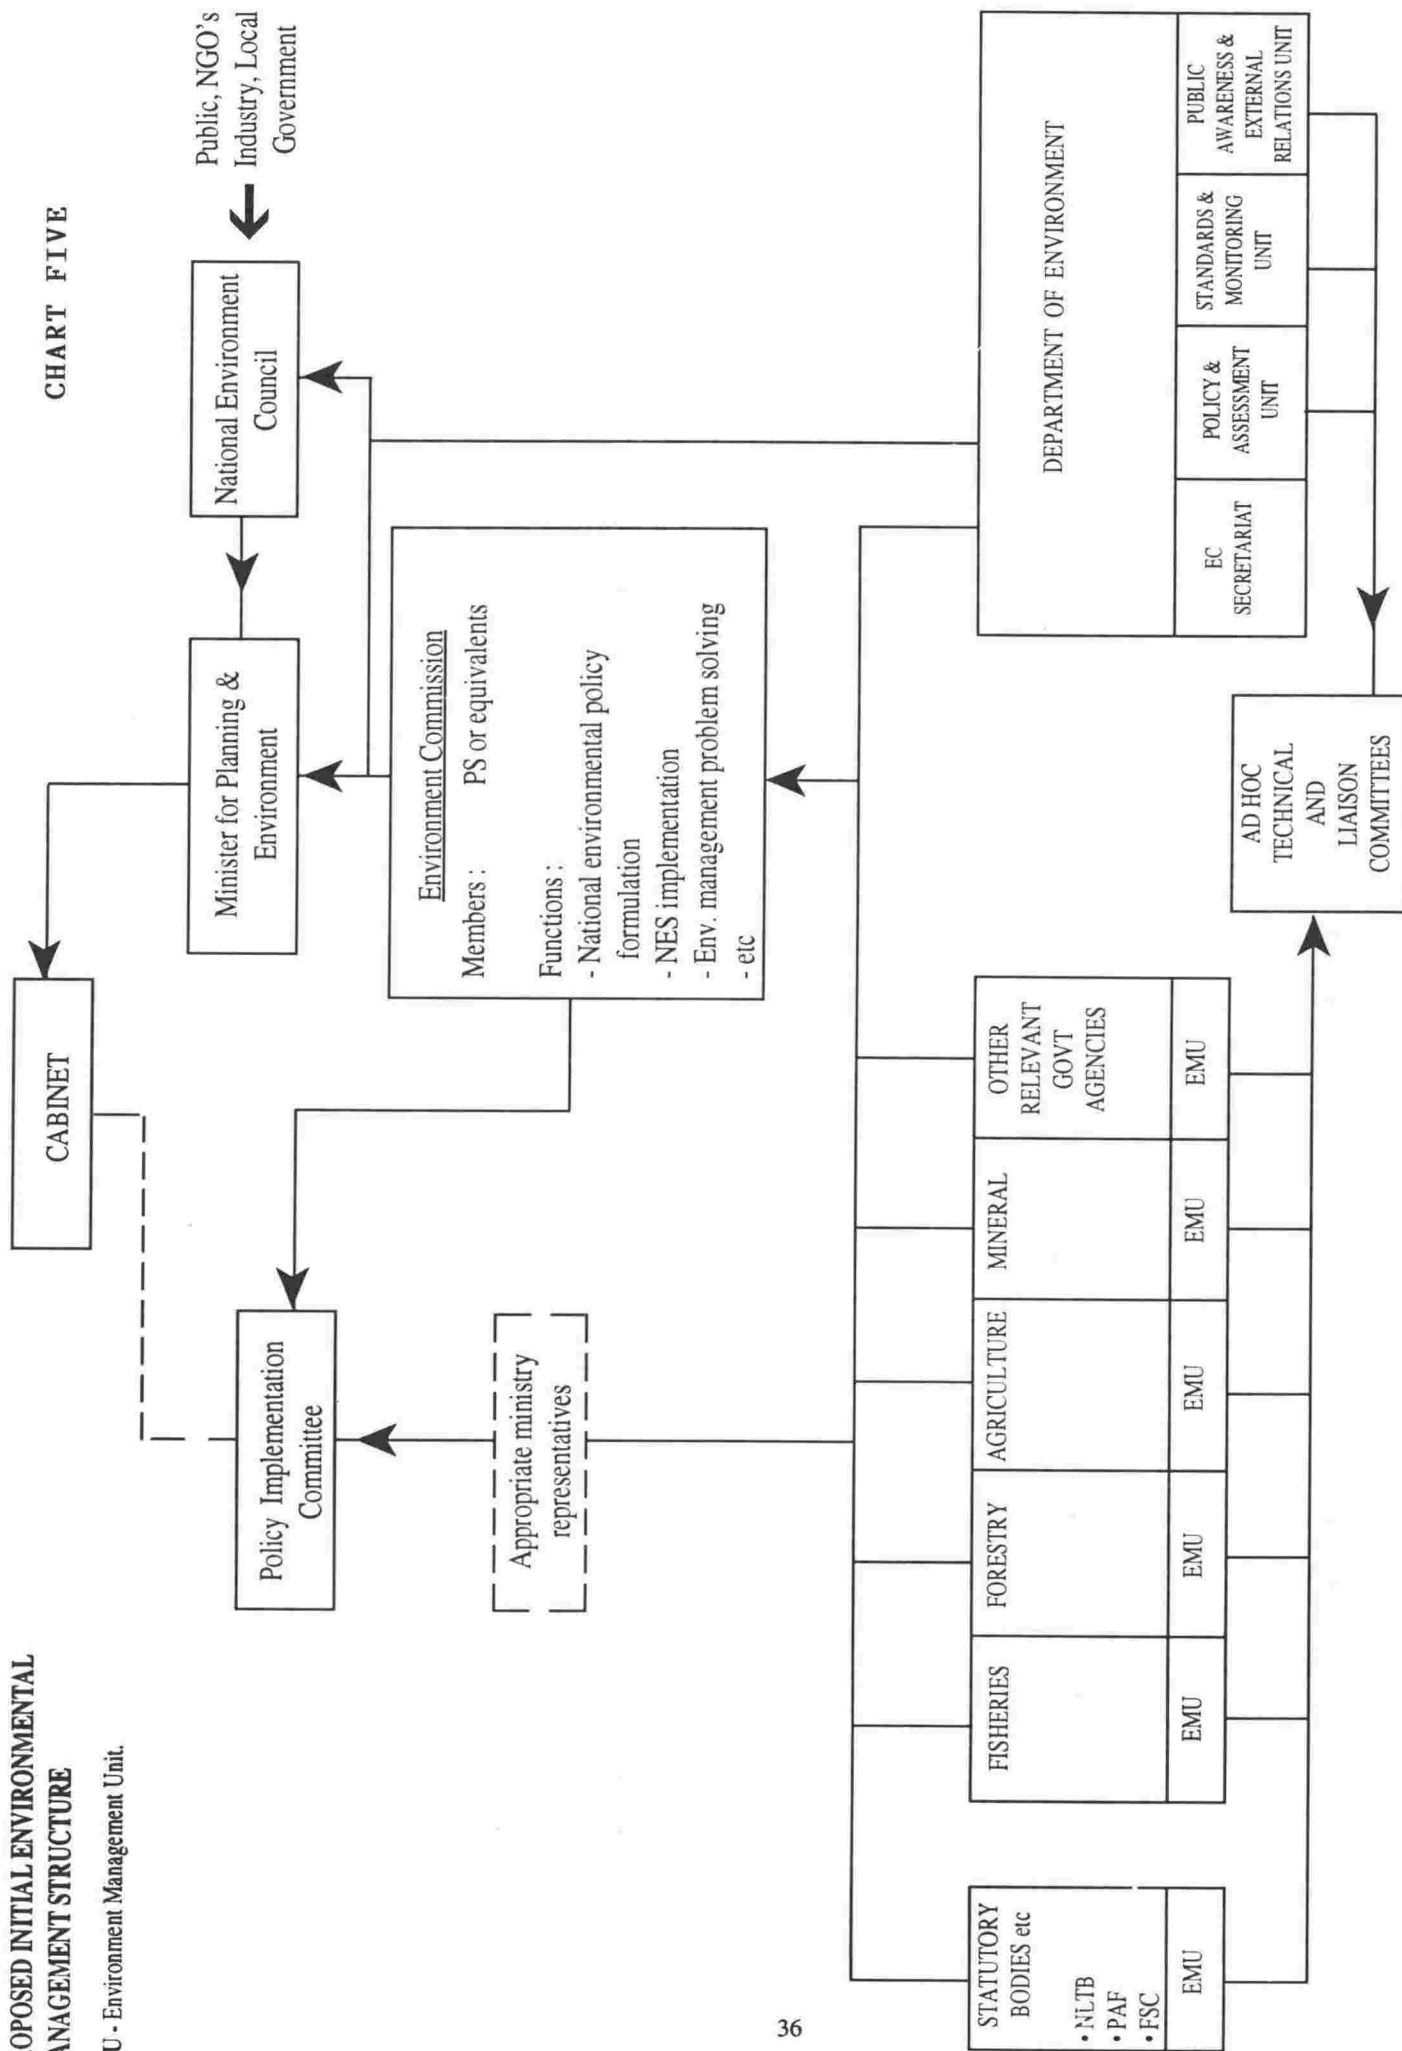 OPOSED INITIAL ENVIRONMENTAL
ANAGEMENT STRUCTURE
U - Environment Management Unit.
CHART FIVE
CABINET
Minister for Planning &
Environment
National Environment
Council
Public, NGO's
Industry, Local
Government
Policy Implementation
Committee
Environment Commission
Members : PS or equivalents
Functions :
- National environmental policy
formulation
- NES implementation
- Env. management problem solving
- etc
Appropriate ministry
representatives
STATUTORY
BODIES etc
• NLTB
• PAF
• FSC
EMU
FISHERIES
EMU
FORESTRY
EMU
AGRICULTURE
EMU
MINERAL
EMU
OTHER
RELEVANT
GOVT
AGENCIES
EMU
DEPARTMENT OF ENVIRONMENT
EC
SECRETARIAT
POLICY &
ASSESSMENT
UNIT
STANDARDS &
MONITORING
UNIT
PUBLIC
AWARENESS &
EXTERNAL
RELATIONS UNIT
AD HOC
TECHNICAL
AND
LIAISON
COMMITTEES
36